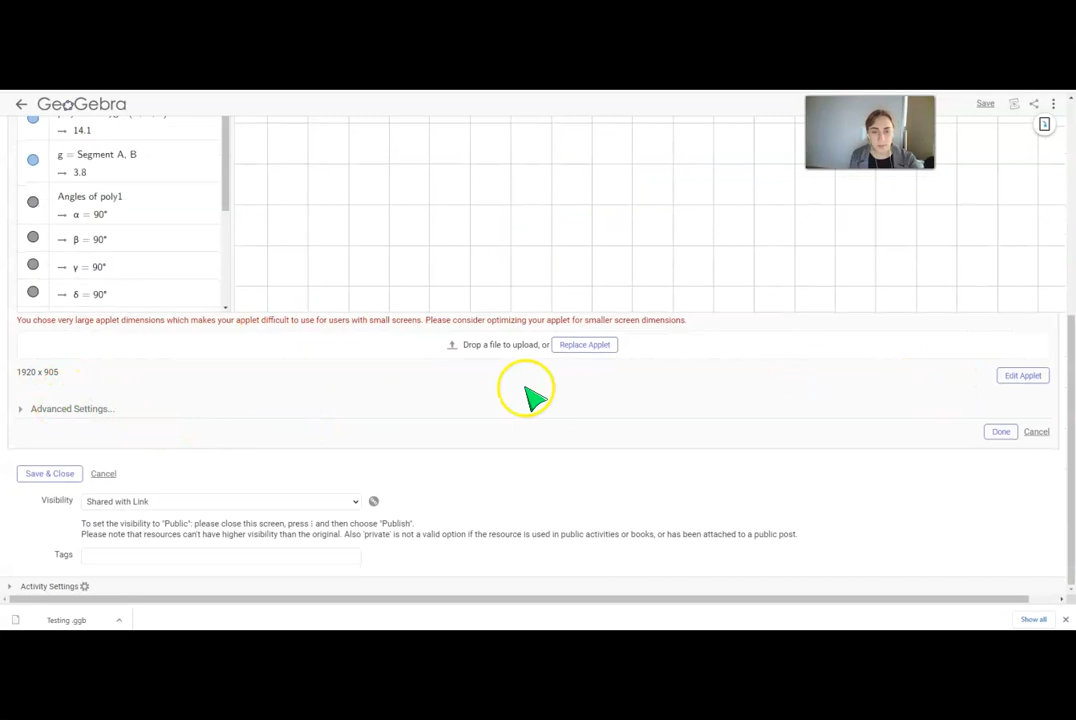 GeoGebra
Save
→ 14.1
g = Segment A, B
→ 3.8
Angles of poly1
→ α = 90°
→ β = 90°
→ γ = 90°
→ δ = 90°
You chose very large applet dimensions which makes your applet difficult to use for users with small screens. Please consider optimizing your applet for smaller screen dimensions.
Drop a file to upload, or Replace Applet
1920 x 905
Edit Applet
Advanced Settings...
Done Cancel
Save & Close Cancel
Visibility Shared with Link
To set the visibility to "Public": please close this screen, press ⁝ and then choose "Publish".
Please note that resources can't have higher visibility than the original. Also 'private' is not a valid option if the resource is used in public activities or books, or has been attached to a public post.
Tags
Activity Settings
Testing .ggb
Show all